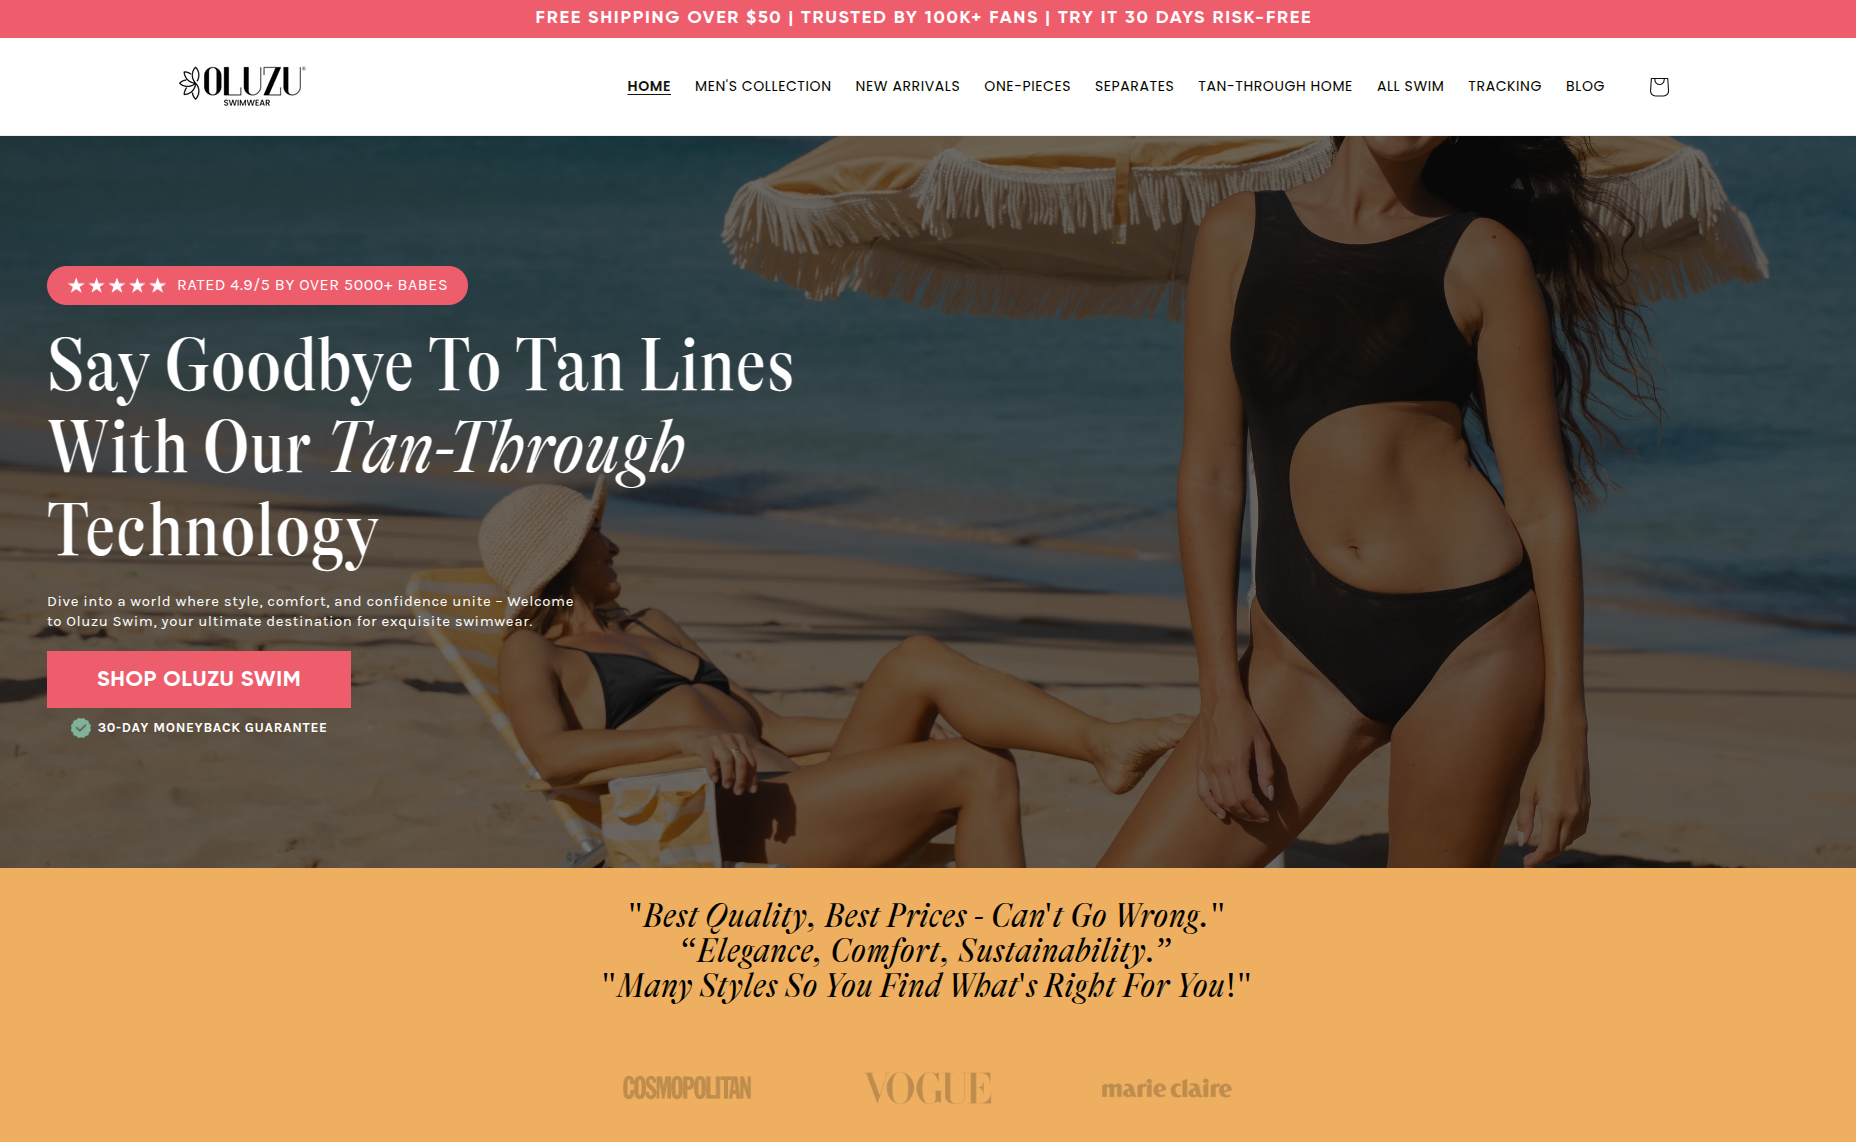 FREE SHIPPING OVER $50 | TRUSTED BY 100K+ FANS | TRY IT 30 DAYS RISK-FREE
OLUZU®
SWIMWEAR
HOME MEN'S COLLECTION NEW ARRIVALS ONE-PIECES SEPARATES TAN-THROUGH HOME ALL SWIM TRACKING BLOG
★★★★★ RATED 4.9/5 BY OVER 5000+ BABES
Say Goodbye To Tan Lines
With Our Tan-Through
Technology
Dive into a world where style, comfort, and confidence unite – Welcome
to Oluzu Swim, your ultimate destination for exquisite swimwear.
SHOP OLUZU SWIM
30-DAY MONEYBACK GUARANTEE
"Best Quality, Best Prices - Can't Go Wrong."
“Elegance, Comfort, Sustainability.”
"Many Styles So You Find What's Right For You!"
COSMOPOLITAN VOGUE marie claire